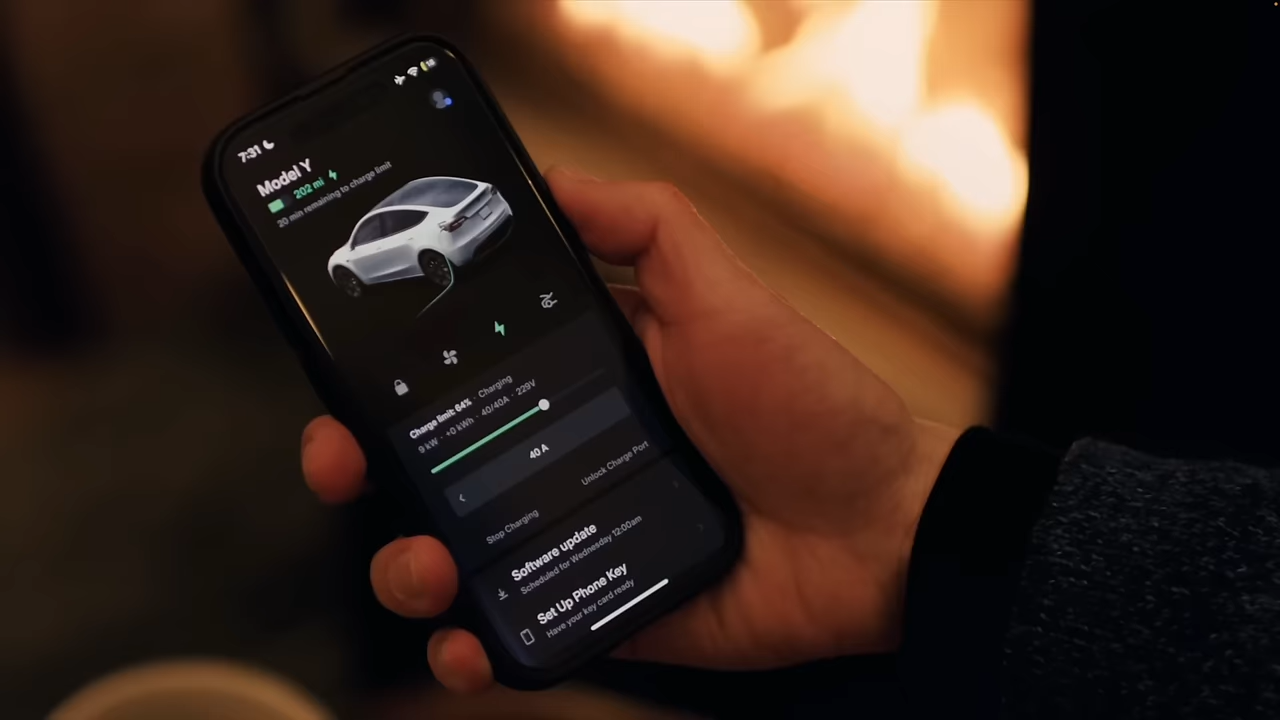 7:31
Model Y
202 mi
20 min remaining to charge limit
Charge limit: 64% · Charging
9 kW · +0 kWh · 40/40A · 229V
40 A
Stop Charging
Unlock Charge Port
Software update
Scheduled for Wednesday 12:00am
Set Up Phone Key
Have your key card ready